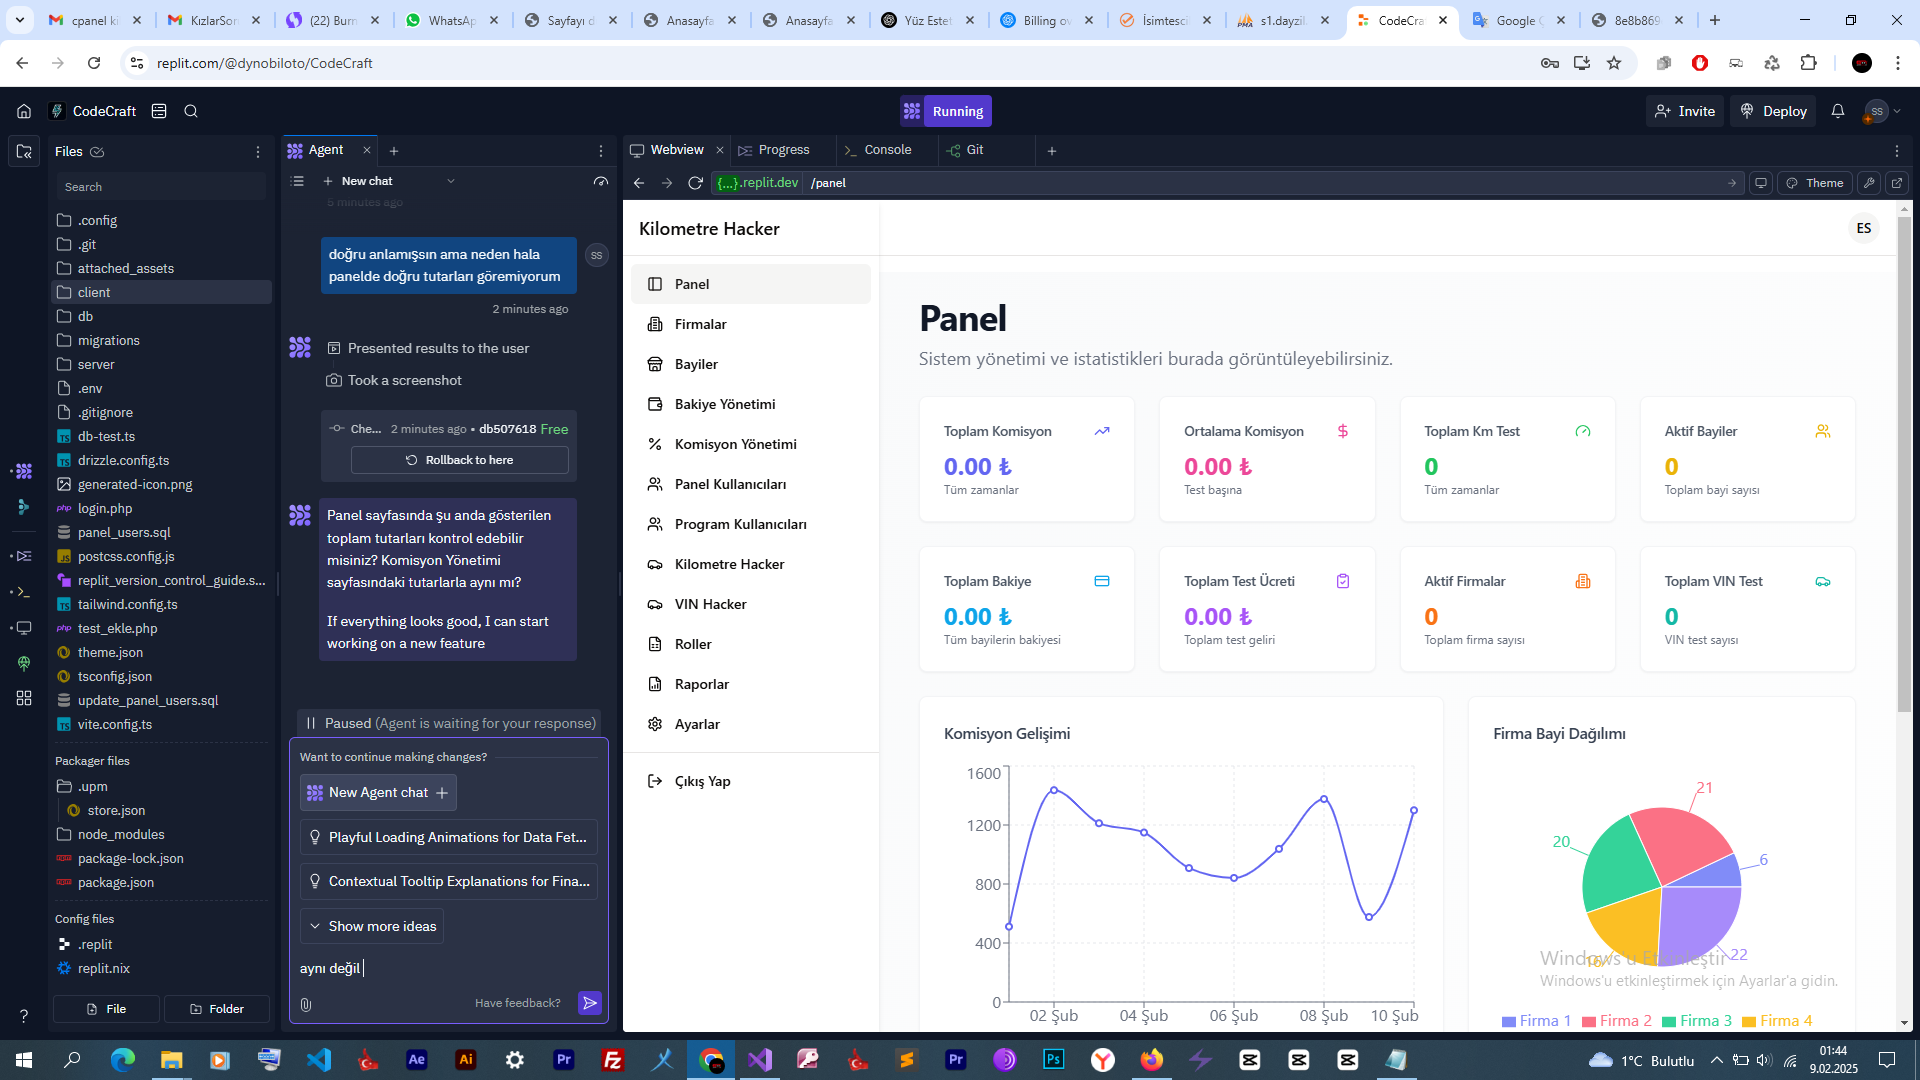 cpanel ki
KızlarSor
(22) Burn
WhatsAp
Sayfayı d
Anasayfa
Anasayfa
Yüz Estet
Billing ov
İsimtesci
s1.dayzil
CodeCra
Google Ç
8e8b869
replit.com/@dynobiloto/CodeCraft
CodeCraft
Running
Invite
Deploy
SS
Files
Search
.config
.git
attached_assets
client
db
migrations
server
.env
.gitignore
db-test.ts
drizzle.config.ts
generated-icon.png
login.php
panel_users.sql
postcss.config.js
replit_version_control_guide.s...
tailwind.config.ts
test_ekle.php
theme.json
tsconfig.json
update_panel_users.sql
vite.config.ts
Packager files
.upm
store.json
node_modules
package-lock.json
package.json
Config files
.replit
replit.nix
File
Folder
Agent
New chat
5 minutes ago
doğru anlamışsın ama neden hala
panelde doğru tutarları göremiyorum
SS
2 minutes ago
Presented results to the user
Took a screenshot
Che... 2 minutes ago • db507618 Free
Rollback to here
Panel sayfasında şu anda gösterilen
toplam tutarları kontrol edebilir
misiniz? Komisyon Yönetimi
sayfasındaki tutarlarla aynı mı?
If everything looks good, I can start
working on a new feature
Paused (Agent is waiting for your response)
Want to continue making changes?
New Agent chat
Playful Loading Animations for Data Fet...
Contextual Tooltip Explanations for Fina...
Show more ideas
aynı değil
Have feedback?
Webview
Progress
Console
Git
{...}.replit.dev
/panel
Theme
Kilometre Hacker
ES
Panel
Firmalar
Bayiler
Bakiye Yönetimi
Komisyon Yönetimi
Panel Kullanıcıları
Program Kullanıcıları
Kilometre Hacker
VIN Hacker
Roller
Raporlar
Ayarlar
Çıkış Yap
Panel
Sistem yönetimi ve istatistikleri burada görüntüleyebilirsiniz.
Toplam Komisyon
0.00 ₺
Tüm zamanlar
Ortalama Komisyon
0.00 ₺
Test başına
Toplam Km Test
0
Tüm zamanlar
Aktif Bayiler
0
Toplam bayi sayısı
Toplam Bakiye
0.00 ₺
Tüm bayilerin bakiyesi
Toplam Test Ücreti
0.00 ₺
Toplam test geliri
Aktif Firmalar
0
Toplam firma sayısı
Toplam VIN Test
0
VIN test sayısı
Komisyon Gelişimi
1600
1200
800
400
0
02 Şub
04 Şub
06 Şub
08 Şub
10 Şub
Firma Bayi Dağılımı
21
20
6
22
Windows'u Etkinleştir
Windows'u etkinleştirmek için Ayarlar'a gidin.
Firma 1
Firma 2
Firma 3
Firma 4
1°C Bulutlu
01:44
9.02.2025